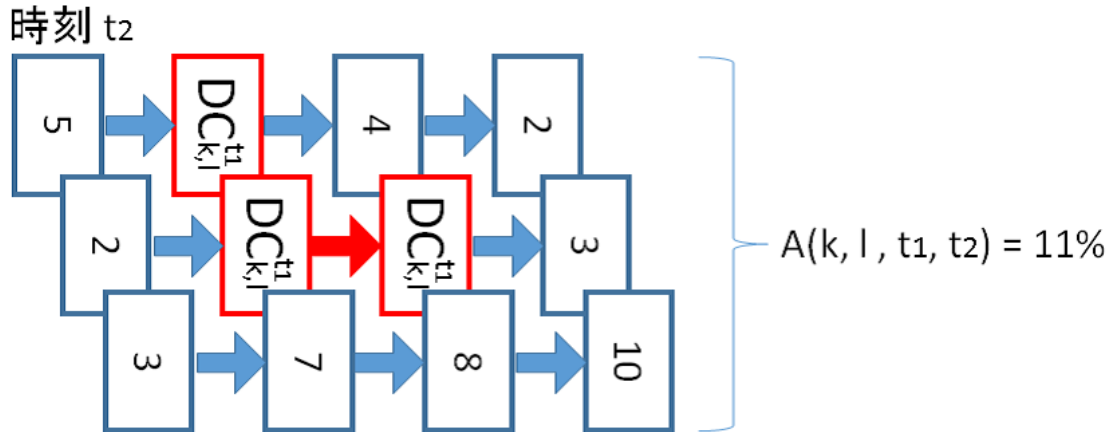 時刻 t2
5 DC t1 k,l 4 2
2 DC t1 k,l DC t1 k,l 3
A(k, l , t1, t2) = 11%
3 7 8 10